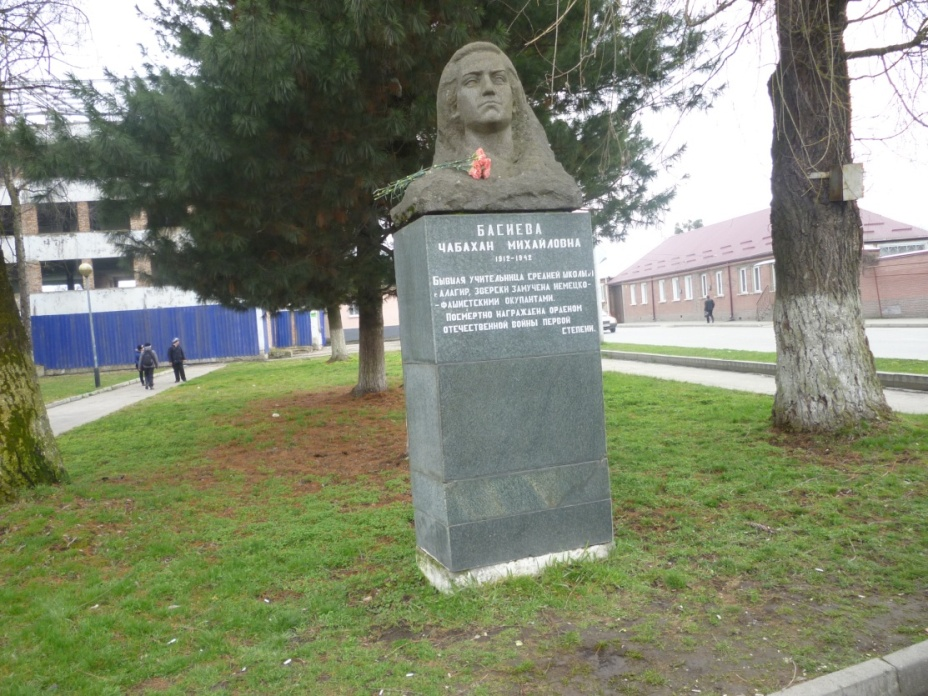 БАСИЕВА
ЧАБАХАН МИХАЙЛОВНА
1912-1942
БЫВШАЯ УЧИТЕЛЬНИЦА СРЕДНЕЙ ШКОЛЫ
г АЛАГИР, ЗВЕРСКИ ЗАМУЧЕНА НЕМЕЦКО-
-ФАШИСТСКИМИ ОКУПАНТАМИ.
ПОСМЕРТНО НАГРАЖДЕНА ОРДЕНОМ
ОТЕЧЕСТВЕННОЙ ВОЙНЫ ПЕРВОЙ
СТЕПЕНИ.